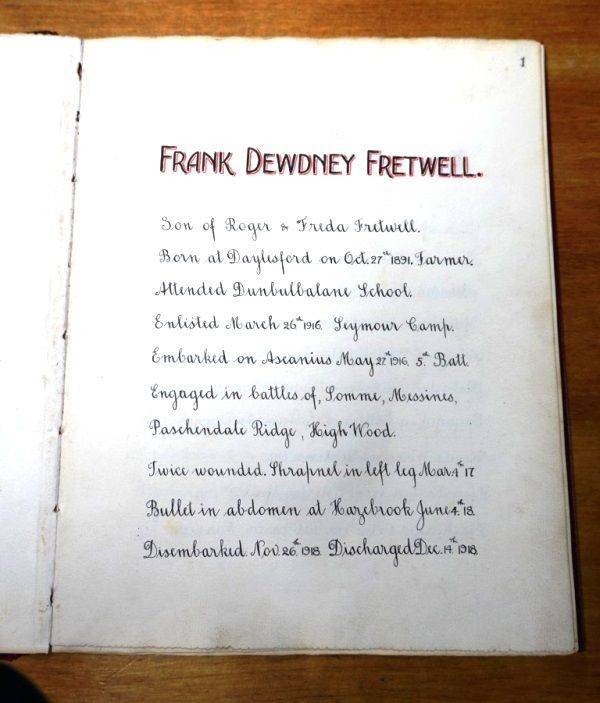 1
FRANK DEWDNEY FRETWELL.
Son of Roger & Freda Fretwell.
Born at Daylesford on Oct. 27th 1891. Farmer.
Attended Dunbulbalane School.
Enlisted March 26th 1916. Seymour Camp.
Embarked on Ascanius May 27th 1916. 5th Batt.
Engaged in battles of, Somme, Messines,
Paschendale Ridge, High Wood.
Twice wounded. Shrapnel in left leg Mar. 4th 17
Bullet in abdomen at Hazebrook June 4th 18.
Disembarked. Nov. 26th 1918. Discharged Dec. 14th 1918.